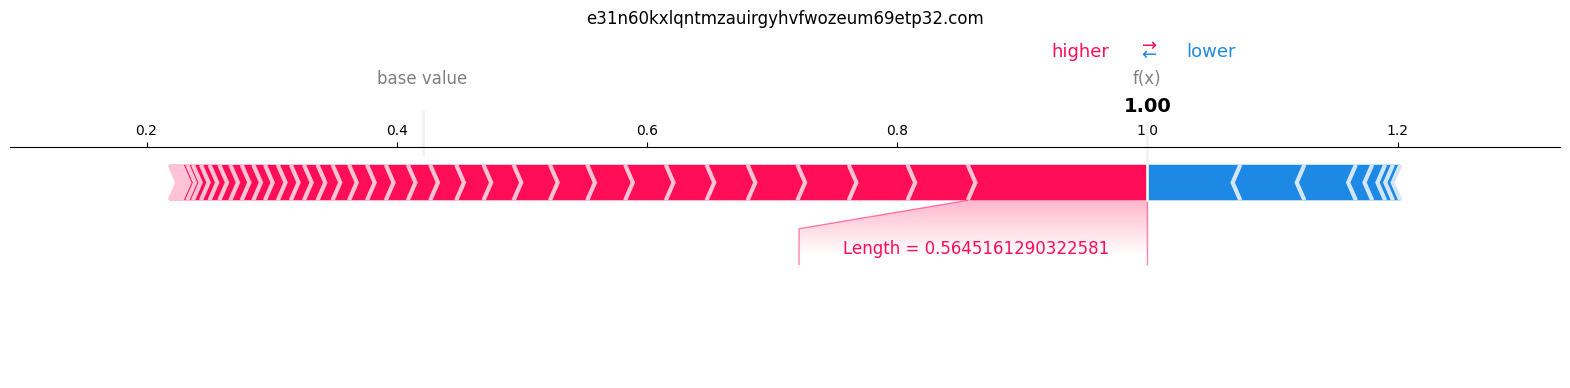 e31n60kxlqntmzauirgyhvfwozeum69etp32.com
higher ⇄ lower
base value f(x)
1.00
0.2 0.4 0.6 0.8 1.0 1.2
Length = 0.5645161290322581